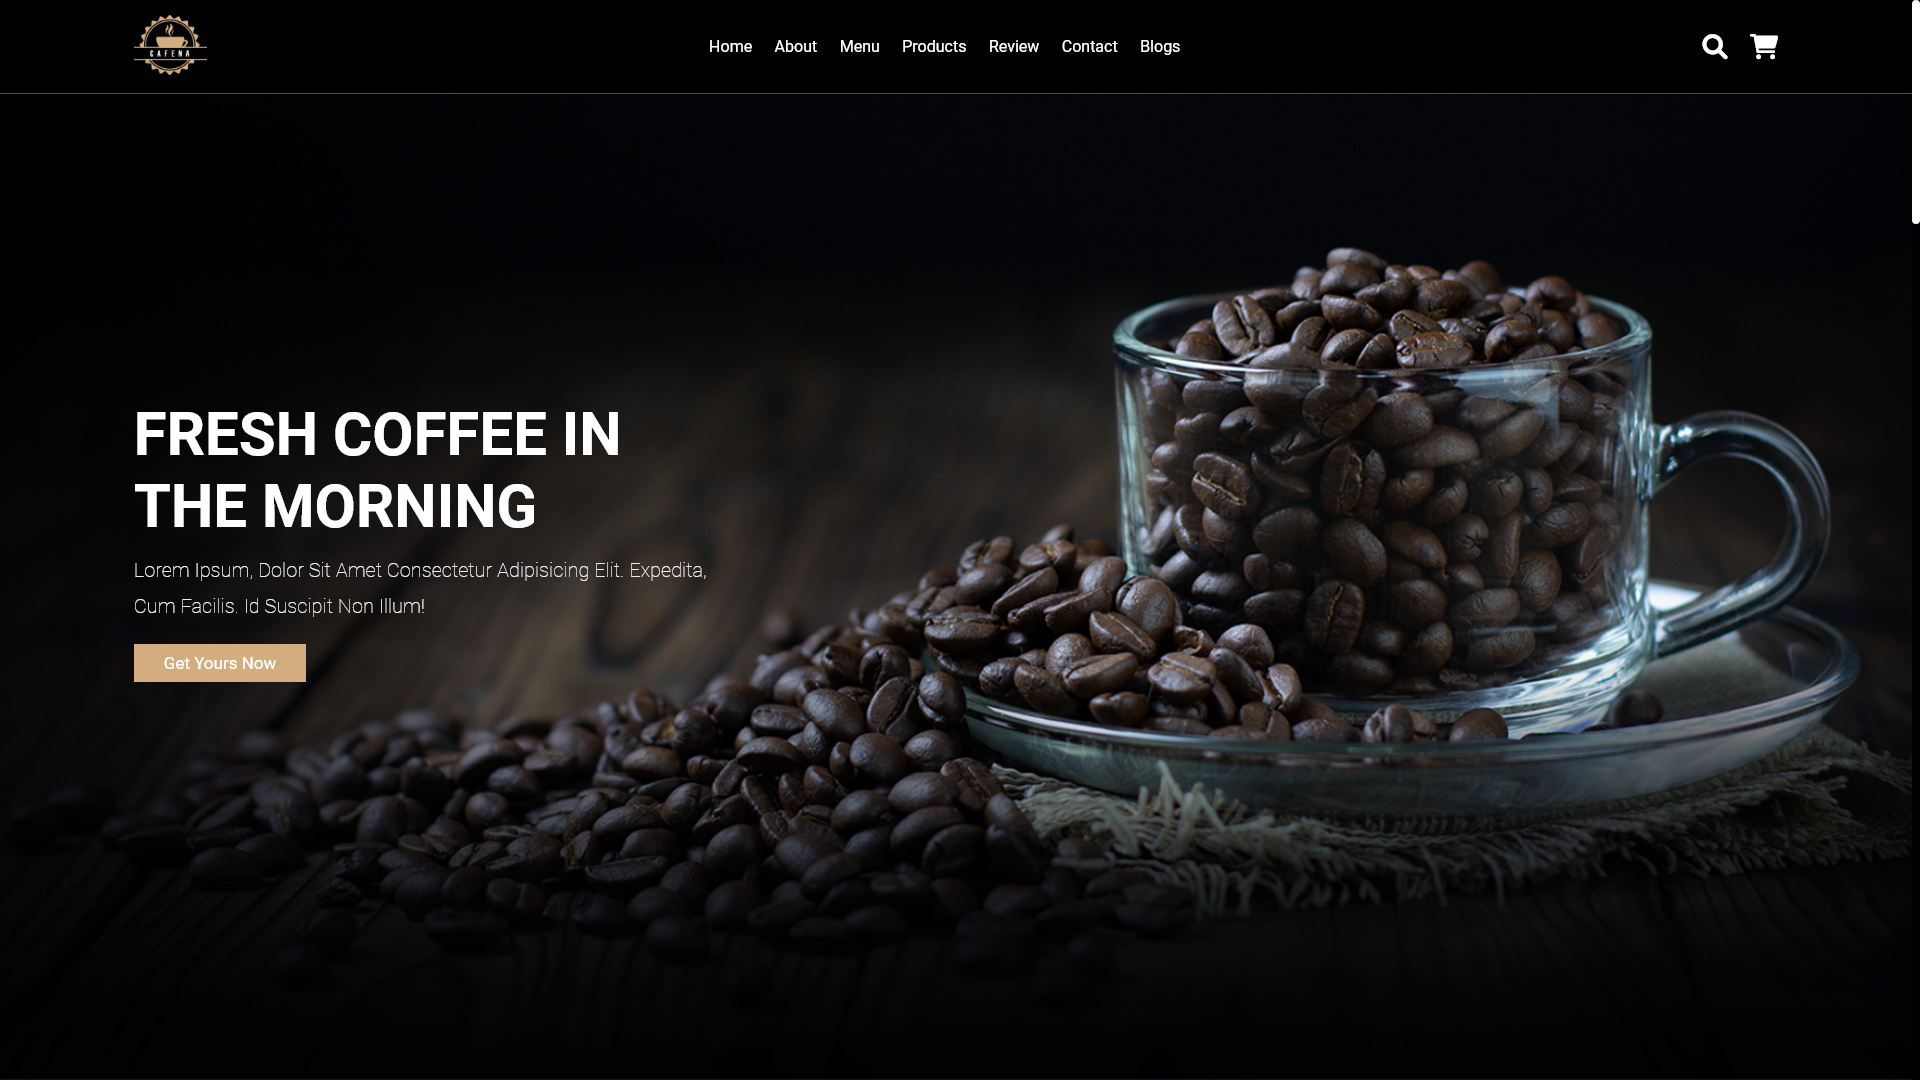 CAFENA
Home About Menu Products Review Contact Blogs
FRESH COFFEE IN
THE MORNING
Lorem Ipsum, Dolor Sit Amet Consectetur Adipisicing Elit. Expedita,
Cum Facilis. Id Suscipit Non Illum!
Get Yours Now